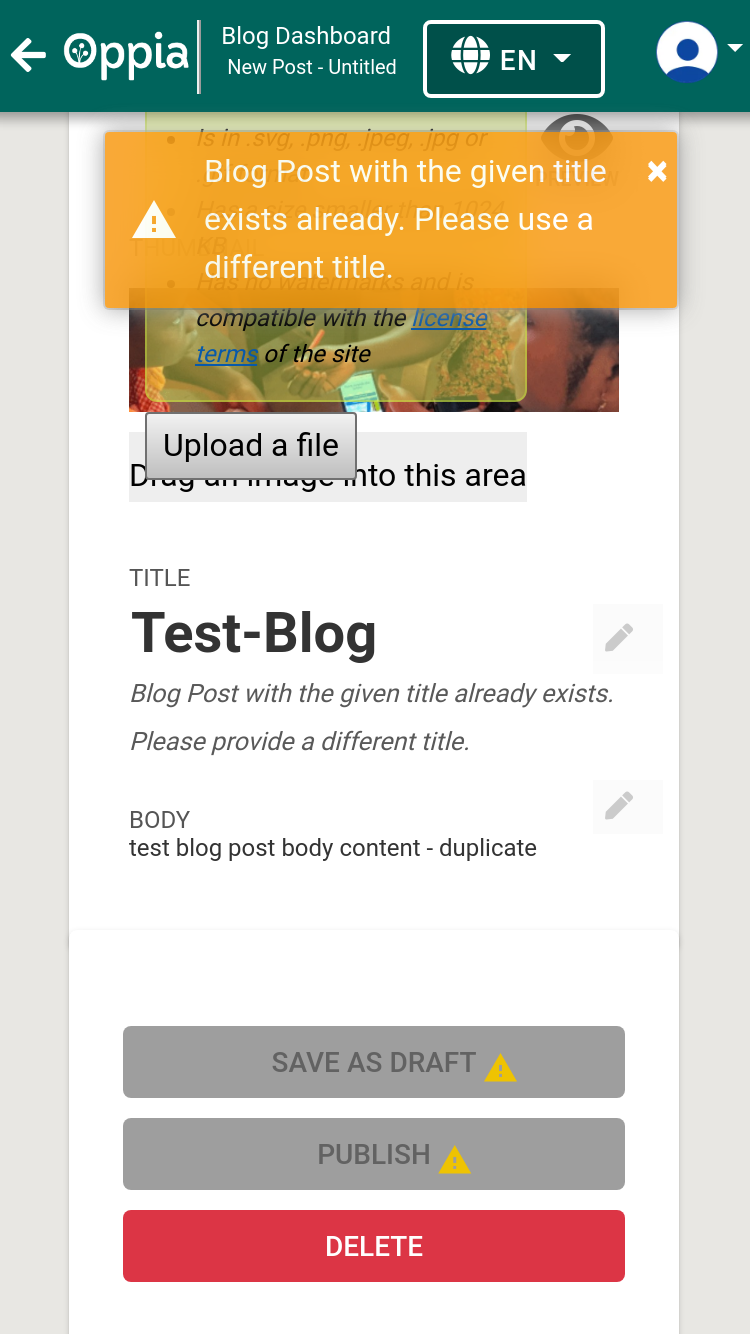 Oppia
Blog Dashboard
New Post - Untitled
EN
Is in .svg, .png, .jpeg, .jpg or
Blog Post with the given title
exists already. Please use a
different title.
Has a size smaller than 1024
KB
THUMBNAIL
Has no watermarks and is
compatible with the license
terms of the site
Upload a file
Drag an image into this area
TITLE
Test-Blog
Blog Post with the given title already exists.
Please provide a different title.
BODY
test blog post body content - duplicate
SAVE AS DRAFT
PUBLISH
DELETE